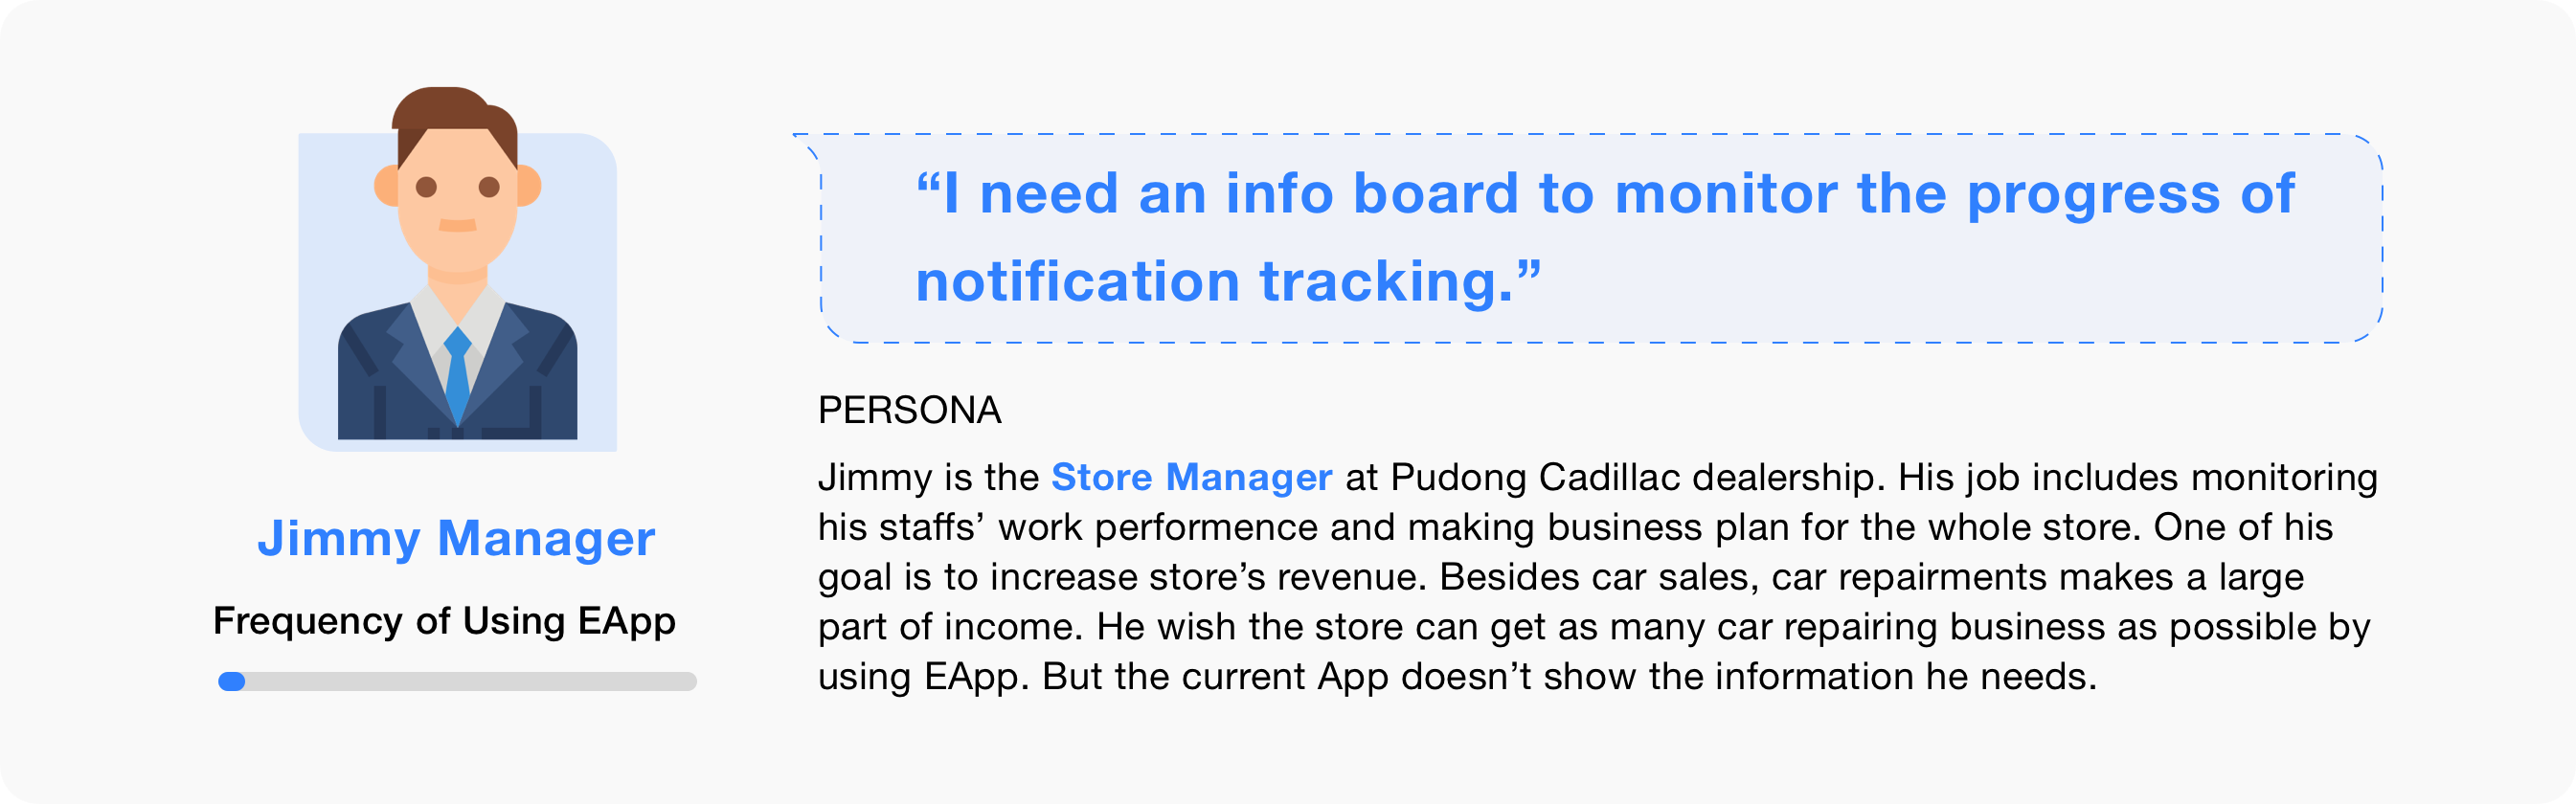 “I need an info board to monitor the progress of
notification tracking.”
Jimmy Manager
Frequency of Using EApp
PERSONA
Jimmy is the Store Manager at Pudong Cadillac dealership. His job includes monitoring
his staffs’ work performence and making business plan for the whole store. One of his
goal is to increase store’s revenue. Besides car sales, car repairments makes a large
part of income. He wish the store can get as many car repairing business as possible by
using EApp. But the current App doesn’t show the information he needs.